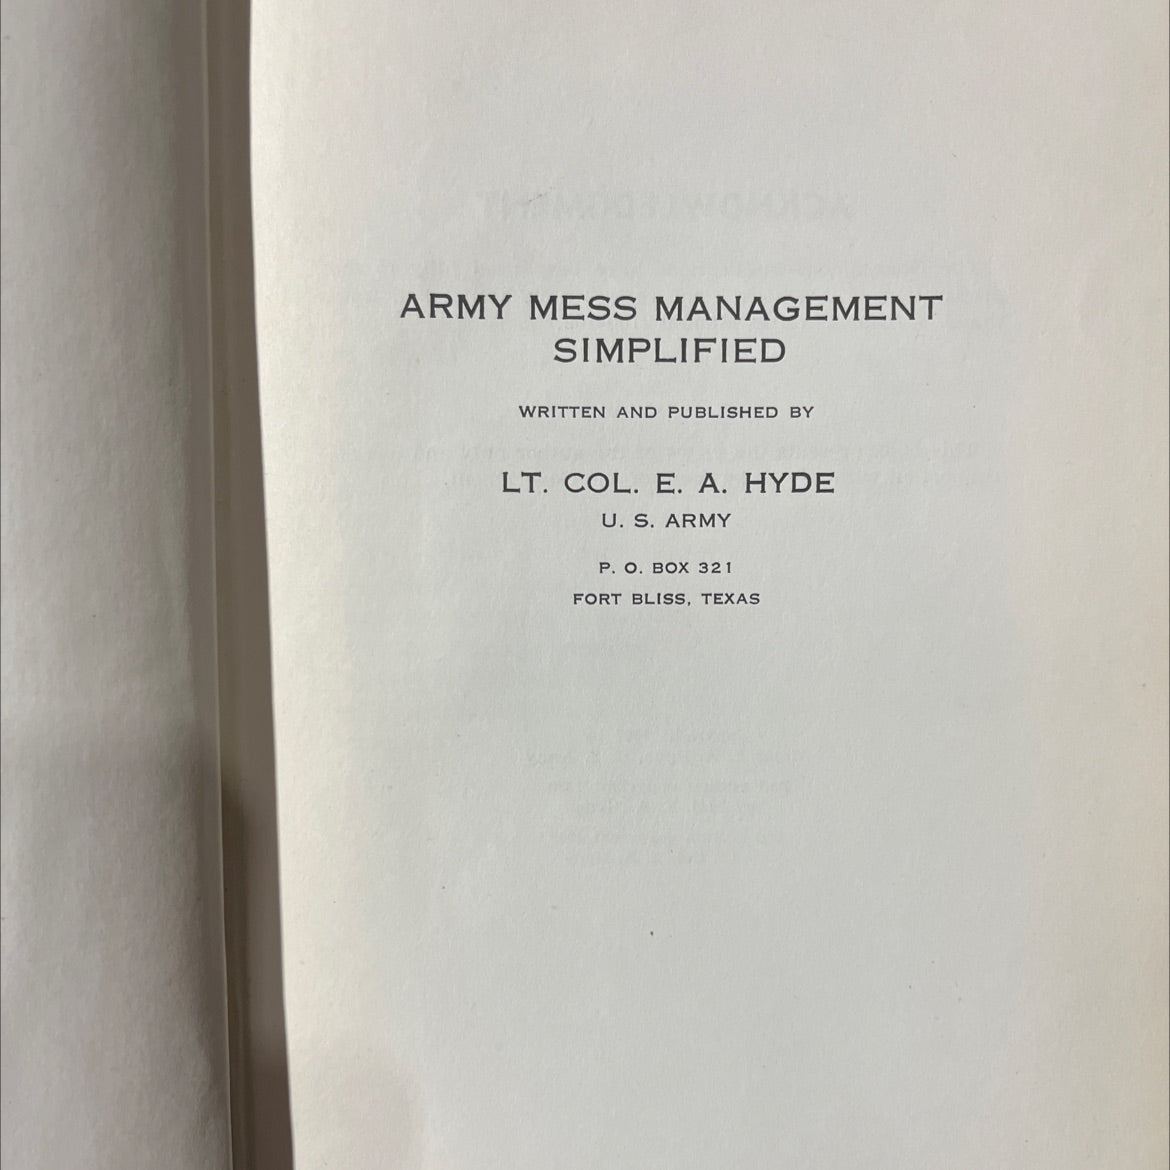 ARMY MESS MANAGEMENT
SIMPLIFIED
WRITTEN AND PUBLISHED BY
LT. COL. E. A. HYDE
U. S. ARMY
P. O. BOX 321
FORT BLISS, TEXAS